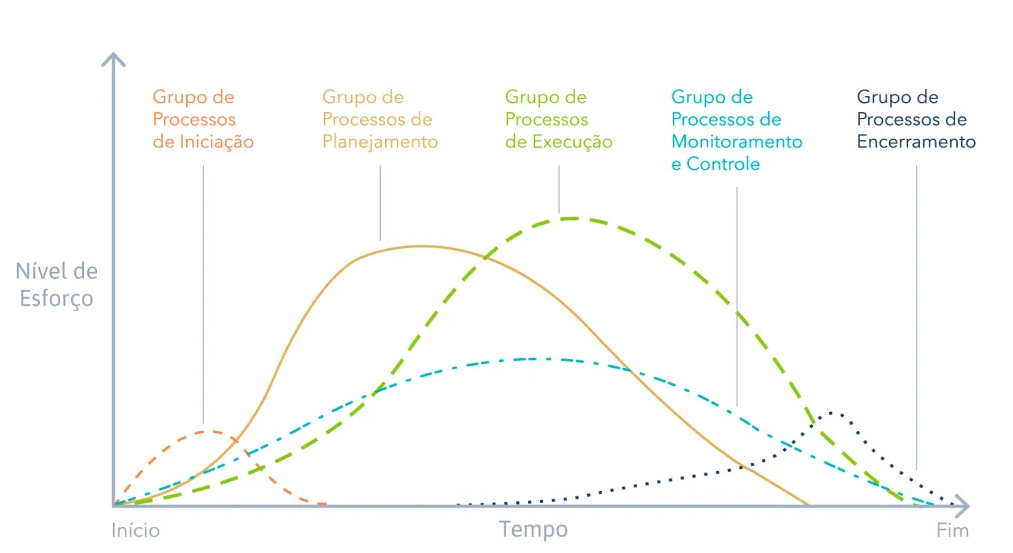 Grupo de
Processos
de Iniciação
Grupo de
Processos de
Planejamento
Grupo de
Processos
de Execução
Grupo de
Processos de
Monitoramento
e Controle
Grupo de
Processos de
Encerramento
Nível de
Esforço
Início
Tempo
Fim